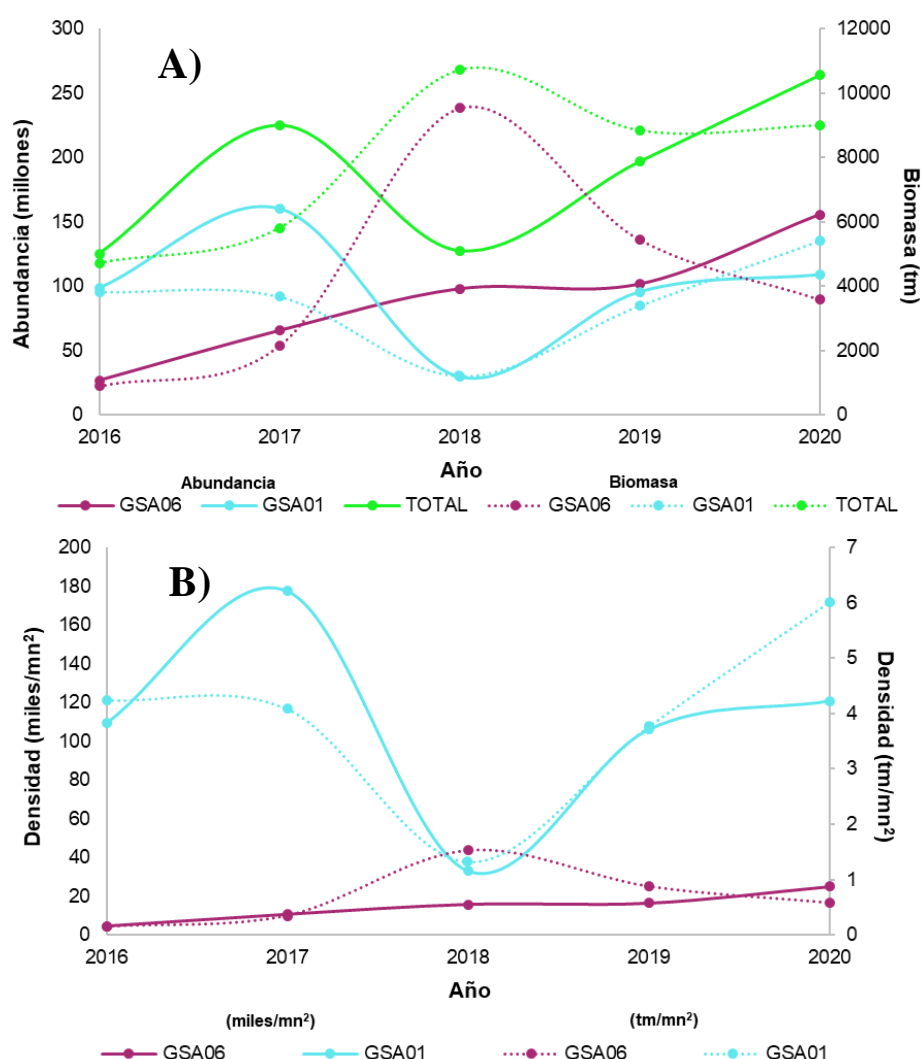 A)
Abundancia (millones)
300
250
200
150
100
50
0
12000
10000
8000
6000
4000
2000
0
Biomasa (tm)
2016 2017 2018 2019 2020
Año
Abundancia Biomasa
GSA06 GSA01 TOTAL GSA06 GSA01 TOTAL
B)
Densidad (miles/mn²)
200
180
160
140
120
100
80
60
40
20
0
7
6
5
4
3
2
1
0
Densidad (tm/mn²)
2016 2017 2018 2019 2020
Año
(miles/mn²) (tm/mn²)
GSA06 GSA01 GSA06 GSA01